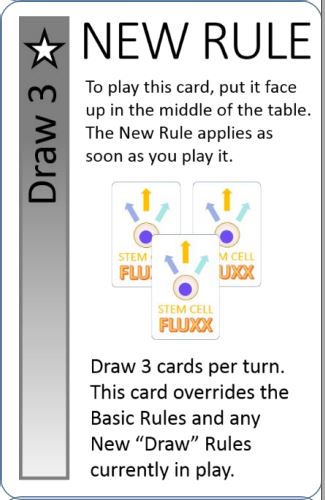 NEW RULE
Draw 3
To play this card, put it face
up in the middle of the table.
The New Rule applies as
soon as you play it.
STEM CELL
FLUXX
STEM CELL
FLUXX
STEM CELL
FLUXX
Draw 3 cards per turn.
This card overrides the
Basic Rules and any
New “Draw” Rules
currently in play.